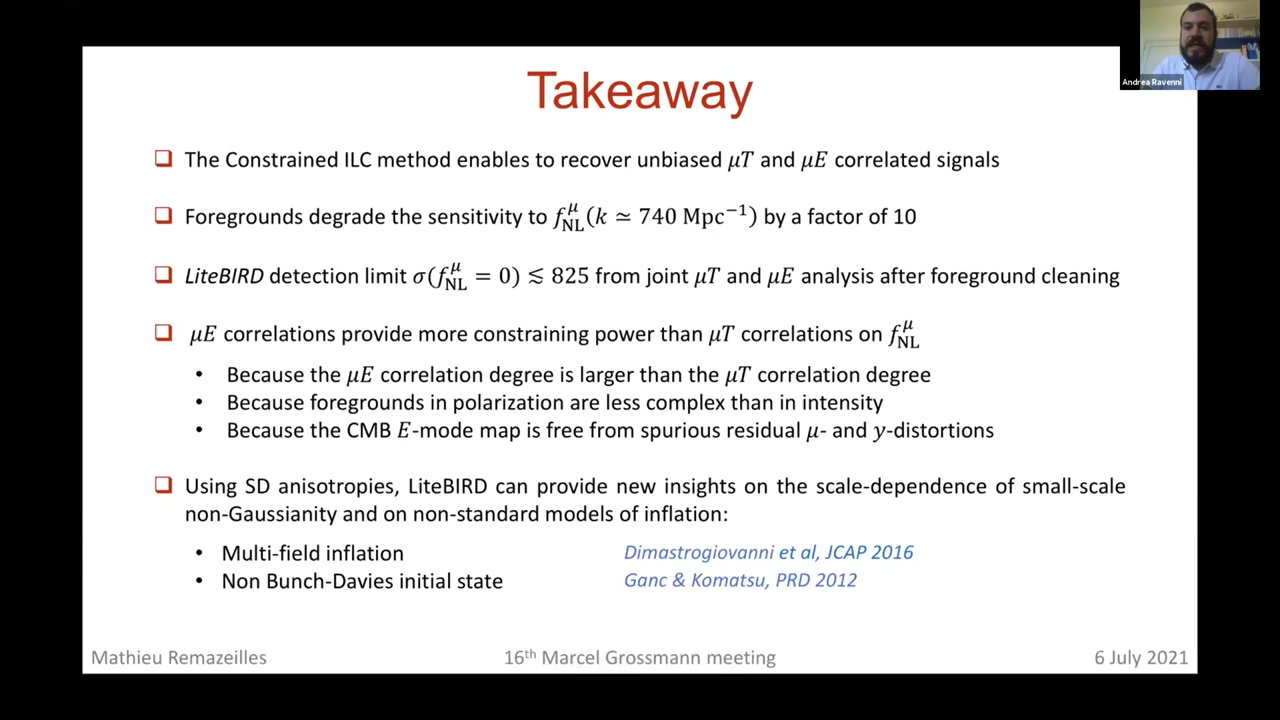 Andrea Ravenni
Takeaway
❑ The Constrained ILC method enables to recover unbiased μT and μE correlated signals
❑ Foregrounds degrade the sensitivity to f_NL^μ(k ≃ 740 Mpc⁻¹) by a factor of 10
❑ LiteBIRD detection limit σ(f_NL^μ = 0) ≲ 825 from joint μT and μE analysis after foreground cleaning
❑ μE correlations provide more constraining power than μT correlations on f_NL^μ
• Because the μE correlation degree is larger than the μT correlation degree
• Because foregrounds in polarization are less complex than in intensity
• Because the CMB E-mode map is free from spurious residual μ- and y-distortions
❑ Using SD anisotropies, LiteBIRD can provide new insights on the scale-dependence of small-scale
non-Gaussianity and on non-standard models of inflation:
• Multi-field inflation Dimastrogiovanni et al, JCAP 2016
• Non Bunch-Davies initial state Ganc & Komatsu, PRD 2012
Mathieu Remazeilles 16th Marcel Grossmann meeting 6 July 2021